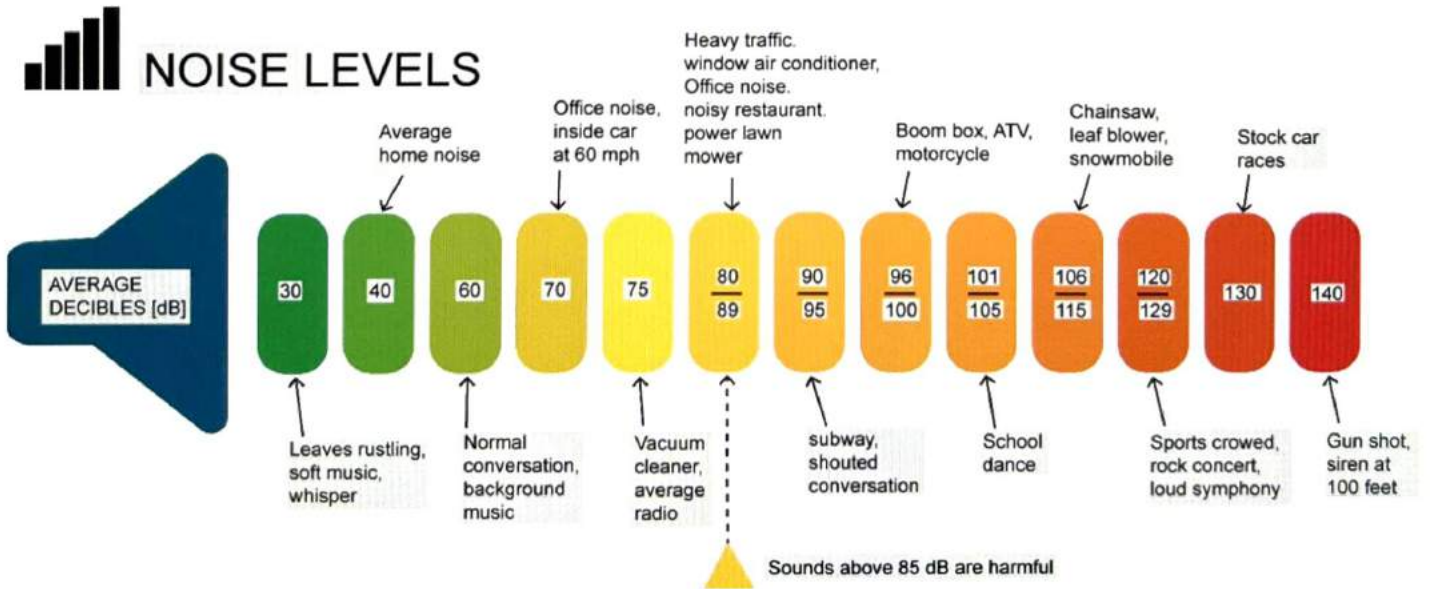 NOISE LEVELS
Average
home noise
Office noise,
inside car
at 60 mph
Heavy traffic.
window air conditioner,
Office noise.
noisy restaurant.
power lawn
mower
Boom box, ATV,
motorcycle
Chainsaw,
leaf blower,
snowmobile
Stock car
races
AVERAGE
DECIBLES [dB]
30
40
60
70
75
80
89
90
95
96
100
101
105
106
115
120
129
130
140
Leaves rustling,
soft music,
whisper
Normal
conversation,
background
music
Vacuum
cleaner,
average
radio
subway,
shouted
conversation
School
dance
Sports crowed,
rock concert,
loud symphony
Gun shot,
siren at
100 feet
Sounds above 85 dB are harmful